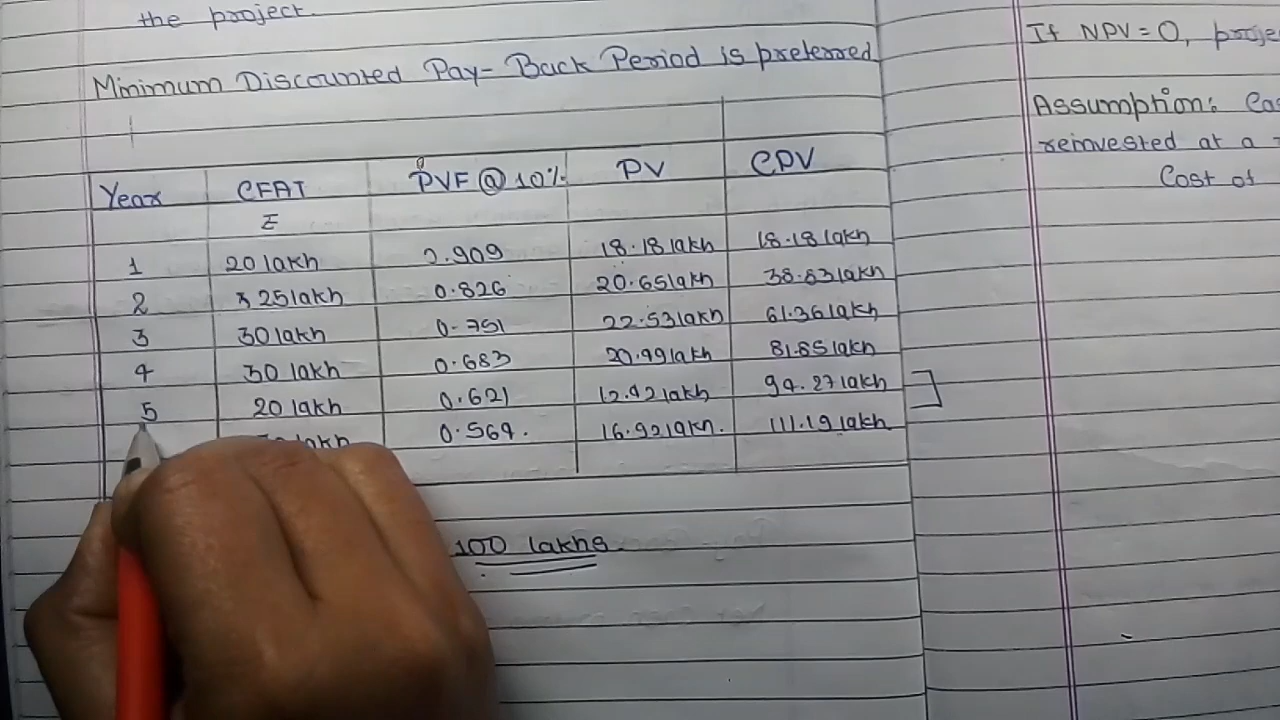 the project.
Minimum Discounted Pay-Back Period is preferred
Year CFAT PVF @ 10% PV CPV
₹
1 20 lakh 0.909 18.18 lakh 18.18 lakh
2 25 lakh 0.826 20.65 lakh 38.83 lakh
3 30 lakh 0.751 22.53 lakh 61.36 lakh
4 30 lakh 0.683 20.49 lakh 81.85 lakh
5 20 lakh 0.621 12.42 lakh 94.27 lakh
lakh 0.564. 16.92 lakh. 111.19 lakh
100 lakhs.
If NPV = 0,
Assumption:
reinvested at a
Cost of